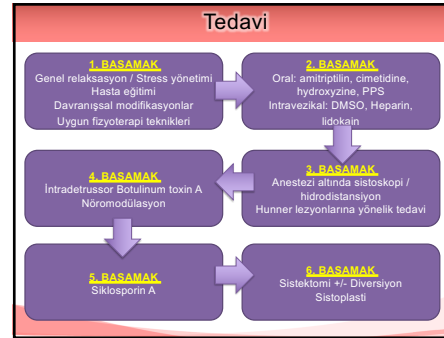 Tedavi
1. BASAMAK
Genel relaksasyon / Stress yönetimi
Hasta eğitimi
Davranışsal modifikasyonlar
Uygun fizyoterapi teknikleri
2. BASAMAK
Oral: amitriptilin, cimetidine,
hydroxyzine, PPS
Intravezikal: DMSO, Heparin,
lidokain
3. BASAMAK
Anestezi altında sistoskopi /
hidrodistansiyon
Hunner lezyonlarına yönelik tedavi
4. BASAMAK
İntradetrussor Botulinum toxin A
Nöromodülasyon
5. BASAMAK
Siklosporin A
6. BASAMAK
Sistektomi +/- Diversiyon
Sistoplasti